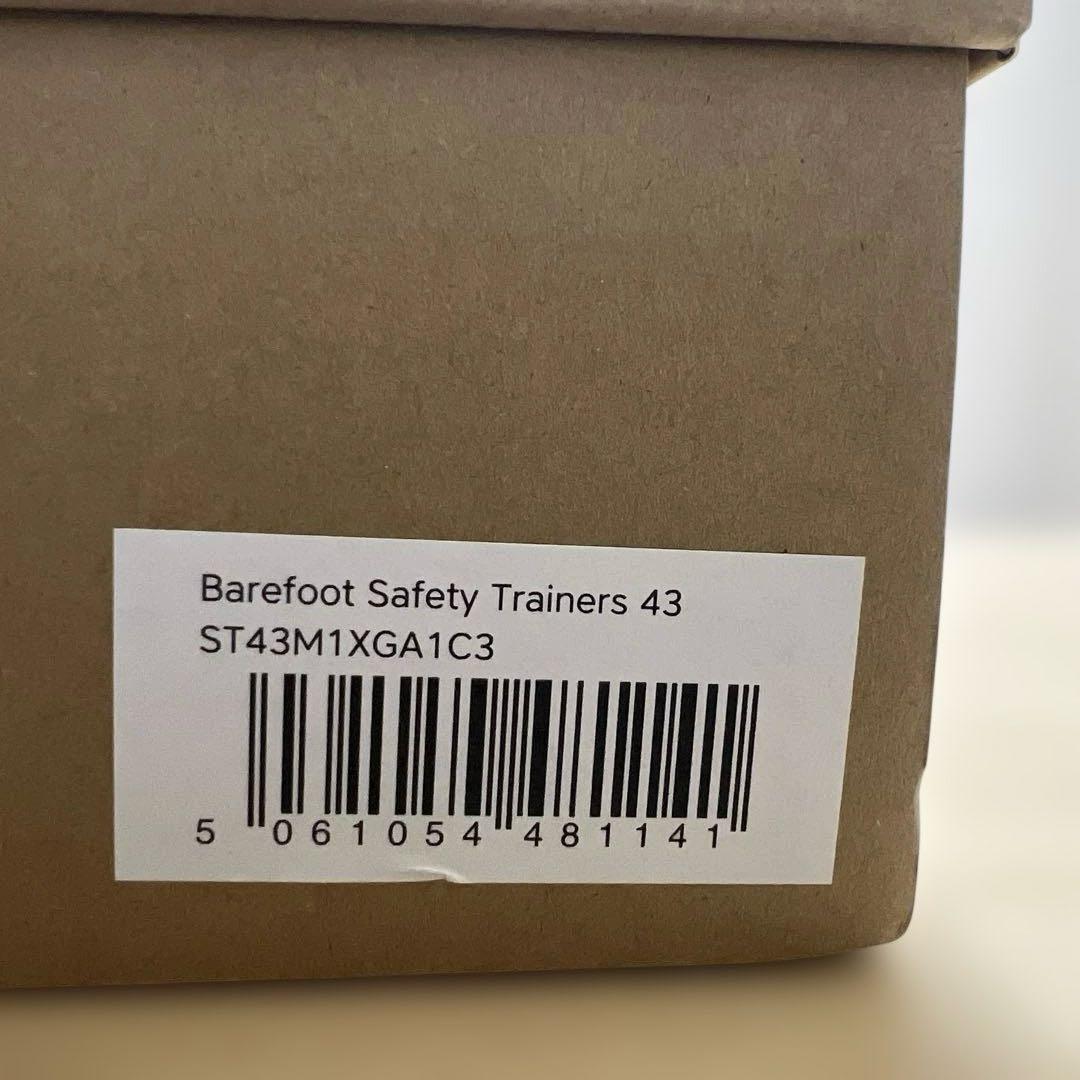 Barefoot Safety Trainers 43
ST43M1XGA1C3
5 061054 481141